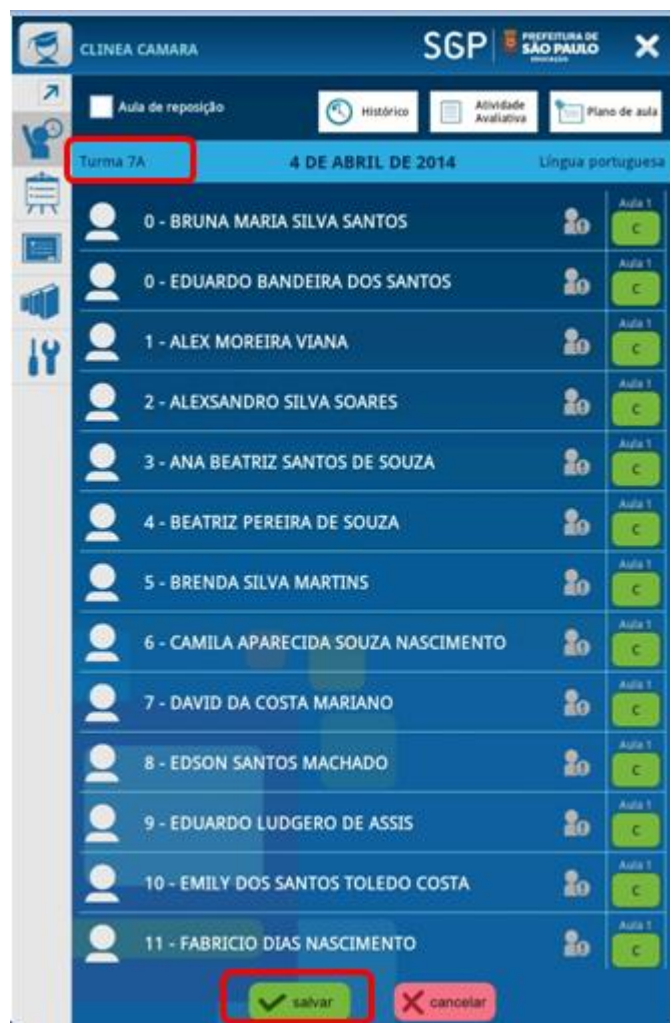 CLINEA CAMARA
SGP PREFEITURA DE
SÃO PAULO
EDUCAÇÃO
Aula de reposição
Histórico
Atividade
Avaliativa
Plano de aula
Turma 7A 4 DE ABRIL DE 2014 Língua portuguesa
Aula 1
0 - BRUNA MARIA SILVA SANTOS C
Aula 1
0 - EDUARDO BANDEIRA DOS SANTOS C
Aula 1
1 - ALEX MOREIRA VIANA C
Aula 1
2 - ALEXSANDRO SILVA SOARES C
Aula 1
3 - ANA BEATRIZ SANTOS DE SOUZA C
Aula 1
4 - BEATRIZ PEREIRA DE SOUZA C
Aula 1
5 - BRENDA SILVA MARTINS C
Aula 1
6 - CAMILA APARECIDA SOUZA NASCIMENTO C
Aula 1
7 - DAVID DA COSTA MARIANO C
Aula 1
8 - EDSON SANTOS MACHADO C
Aula 1
9 - EDUARDO LUDGERO DE ASSIS C
Aula 1
10 - EMILY DOS SANTOS TOLEDO COSTA C
Aula 1
11 - FABRICIO DIAS NASCIMENTO C
salvar cancelar